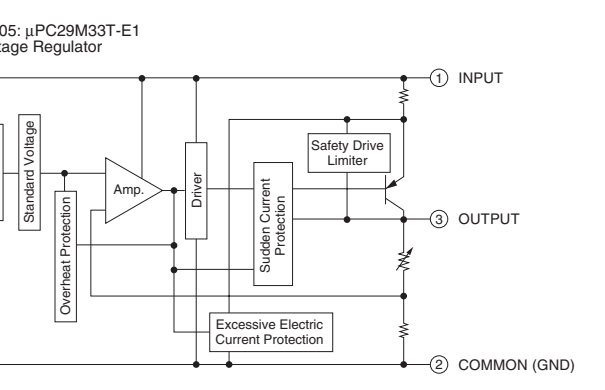 05: µPC29M33T-E1
tage Regulator
① INPUT
Standard Voltage
Safety Drive
Limiter
Amp.
Driver
Sudden Current
Protection
Overheat Protection
③ OUTPUT
Excessive Electric
Current Protection
② COMMON (GND)